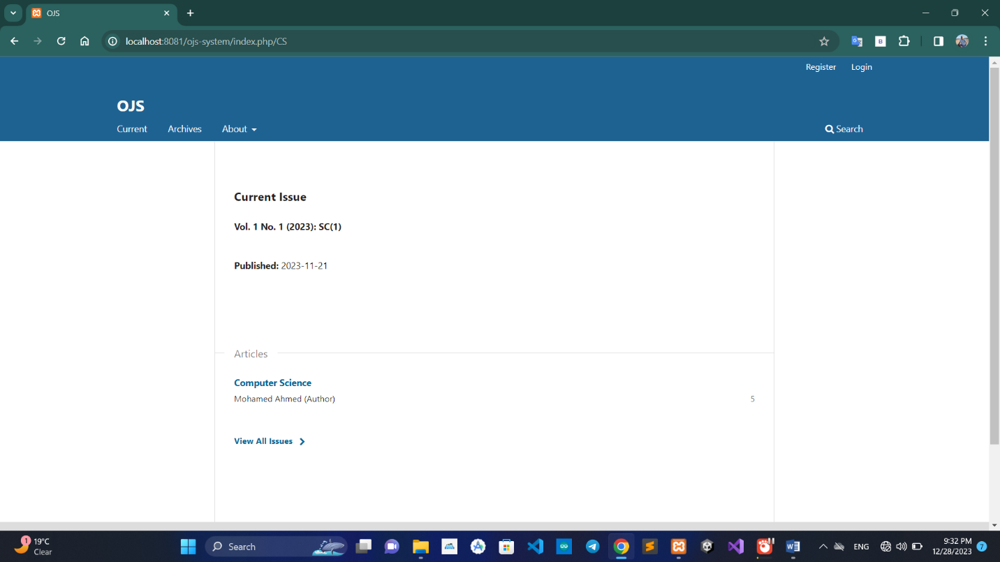 OJS
localhost:8081/ojs-system/index.php/CS
B
Register Login
OJS
Current Archives About Search
Current Issue
Vol. 1 No. 1 (2023): SC(1)
Published: 2023-11-21
Articles
Computer Science
Mohamed Ahmed (Author) 5
View All Issues
1
19°C
Clear
Search
ENG
9:32 PM
12/28/2023
7